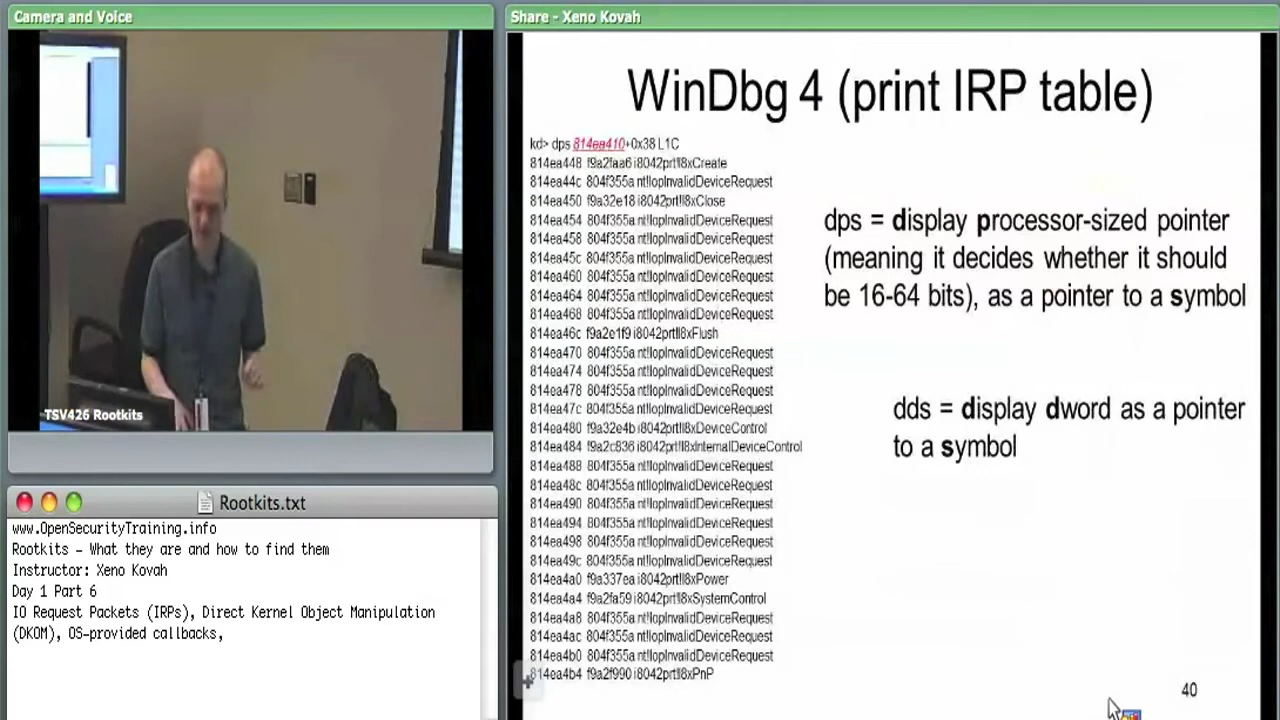 Camera and Voice
TSV426 Rootkits
Rootkits.txt
www.OpenSecurityTraining.info
Rootkits - What they are and how to find them
Instructor: Xeno Kovah
Day 1 Part 6
IO Request Packets (IRPs), Direct Kernel Object Manipulation
(DKOM), OS-provided callbacks,
Share - Xeno Kovah
WinDbg 4 (print IRP table)
kd> dps 814ea410+0x38 L1C
814ea448 f9a2faa6 i8042prt!I8xCreate
814ea44c 804f355a nt!IopInvalidDeviceRequest
814ea450 f9a32e18 i8042prt!I8xClose
814ea454 804f355a nt!IopInvalidDeviceRequest
814ea458 804f355a nt!IopInvalidDeviceRequest
814ea45c 804f355a nt!IopInvalidDeviceRequest
814ea460 804f355a nt!IopInvalidDeviceRequest
814ea464 804f355a nt!IopInvalidDeviceRequest
814ea468 804f355a nt!IopInvalidDeviceRequest
814ea46c f9a2e1f9 i8042prt!I8xFlush
814ea470 804f355a nt!IopInvalidDeviceRequest
814ea474 804f355a nt!IopInvalidDeviceRequest
814ea478 804f355a nt!IopInvalidDeviceRequest
814ea47c 804f355a nt!IopInvalidDeviceRequest
814ea480 f9a32e4b i8042prt!I8xDeviceControl
814ea484 f9a2c836 i8042prt!I8xInternalDeviceControl
814ea488 804f355a nt!IopInvalidDeviceRequest
814ea48c 804f355a nt!IopInvalidDeviceRequest
814ea490 804f355a nt!IopInvalidDeviceRequest
814ea494 804f355a nt!IopInvalidDeviceRequest
814ea498 804f355a nt!IopInvalidDeviceRequest
814ea49c 804f355a nt!IopInvalidDeviceRequest
814ea4a0 f9a337ea i8042prt!I8xPower
814ea4a4 f9a2fa59 i8042prt!I8xSystemControl
814ea4a8 804f355a nt!IopInvalidDeviceRequest
814ea4ac 804f355a nt!IopInvalidDeviceRequest
814ea4b0 804f355a nt!IopInvalidDeviceRequest
814ea4b4 f9a2f990 i8042prt!I8xPnP
dps = display processor-sized pointer
(meaning it decides whether it should
be 16-64 bits), as a pointer to a symbol
dds = display dword as a pointer
to a symbol
40